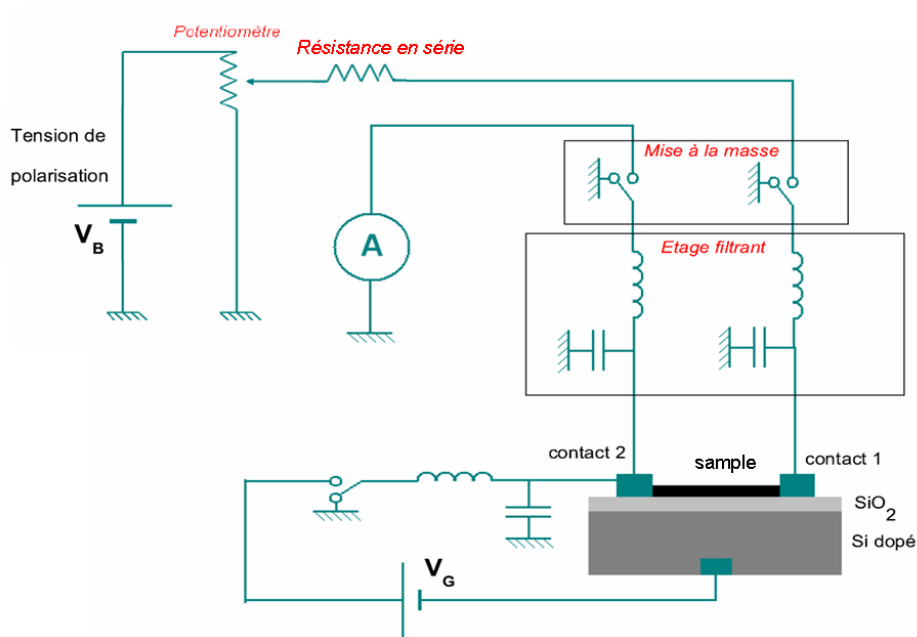 Potentiomètre
Résistance en série
Tension de
polarisation
V_B
A
Mise à la masse
Etage filtrant
contact 2
sample
contact 1
SiO₂
Si dopé
V_G